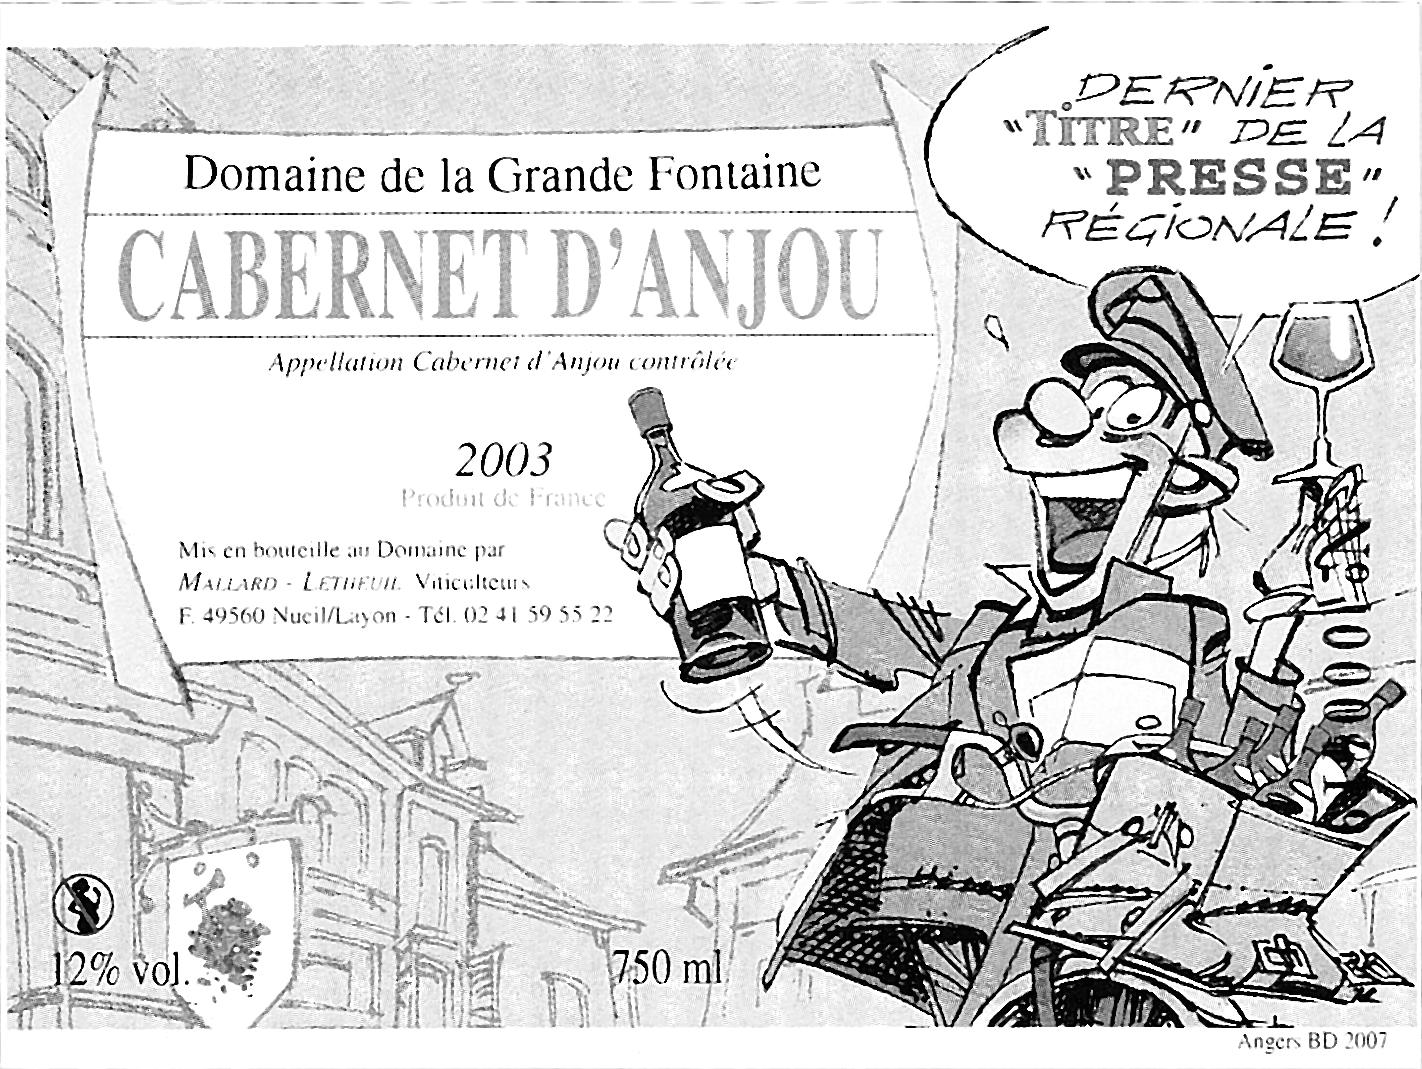 DERNIER
"TITRE" DE LA
"PRESSE"
RÉGIONALE !
Domaine de la Grande Fontaine
CABERNET D'ANJOU
Appellation Cabernet d'Anjou contrôlée
2003
Produit de France
Mis en bouteille au Domaine par
MALLARD - LETHEUIL Viticulteurs
F. 49560 Nueil/Layon - Tél. 02 41 59 55 22
12% vol.
750 ml
Angers BD 2007